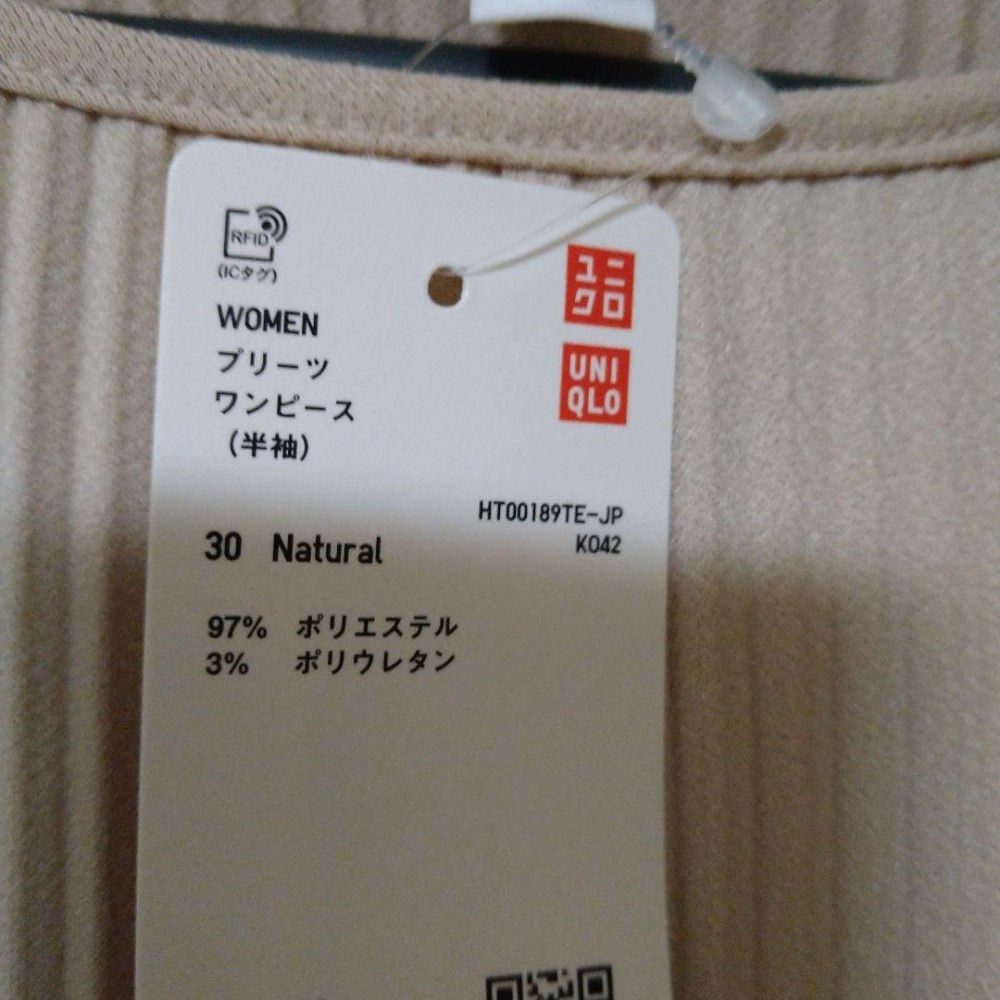 RFID
(ICタグ)
ユニ
クロ
UNI
QLO
WOMEN
プリーツ
ワンピース
(半袖)
HT00189TE-JP
K042
30 Natural
97% ポリエステル
3% ポリウレタン